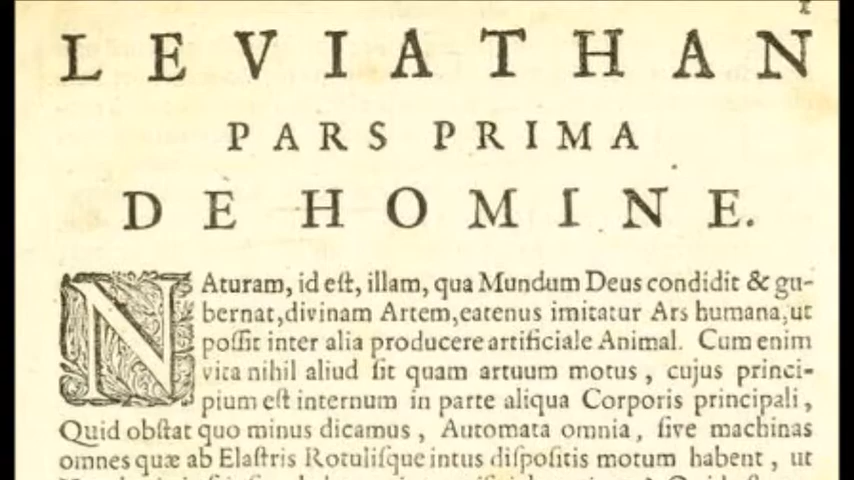 LEVIATHAN
PARS PRIMA
DE HOMINE.
NAturam, id eſt, illam, qua Mundum Deus condidit & gu-
bernat, divinam Artem, eatenus imitatur Ars humana, ut
poſſit inter alia producere artificiale Animal. Cum enim
vita nihil aliud ſit quam artuum motus, cujus princi-
pium eſt internum in parte aliqua Corporis principali,
Quid obſtat quo minus dicamus, Automata omnia, ſive machinas
omnes quæ ab Elaſtris Rotuliſque intus diſpoſitis motum habent, ut